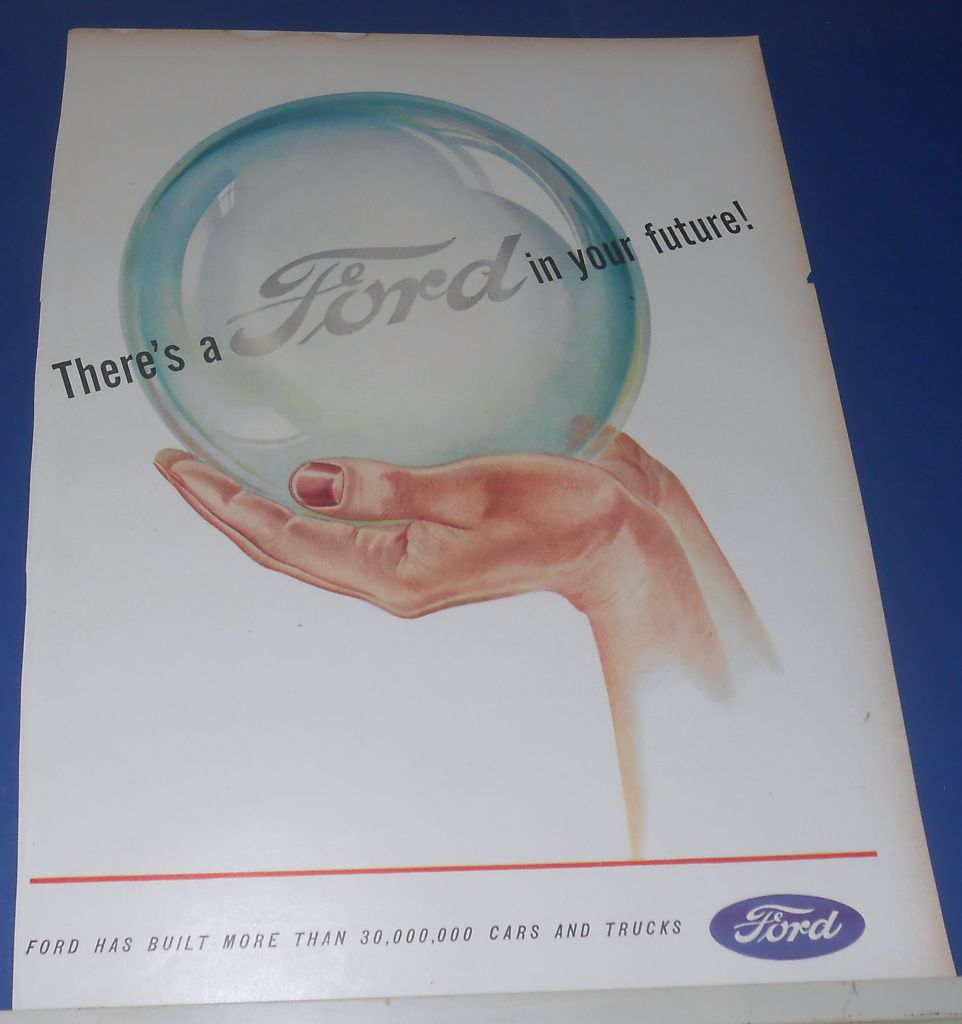 There's a Ford in your future!
FORD HAS BUILT MORE THAN 30,000,000 CARS AND TRUCKS
Ford